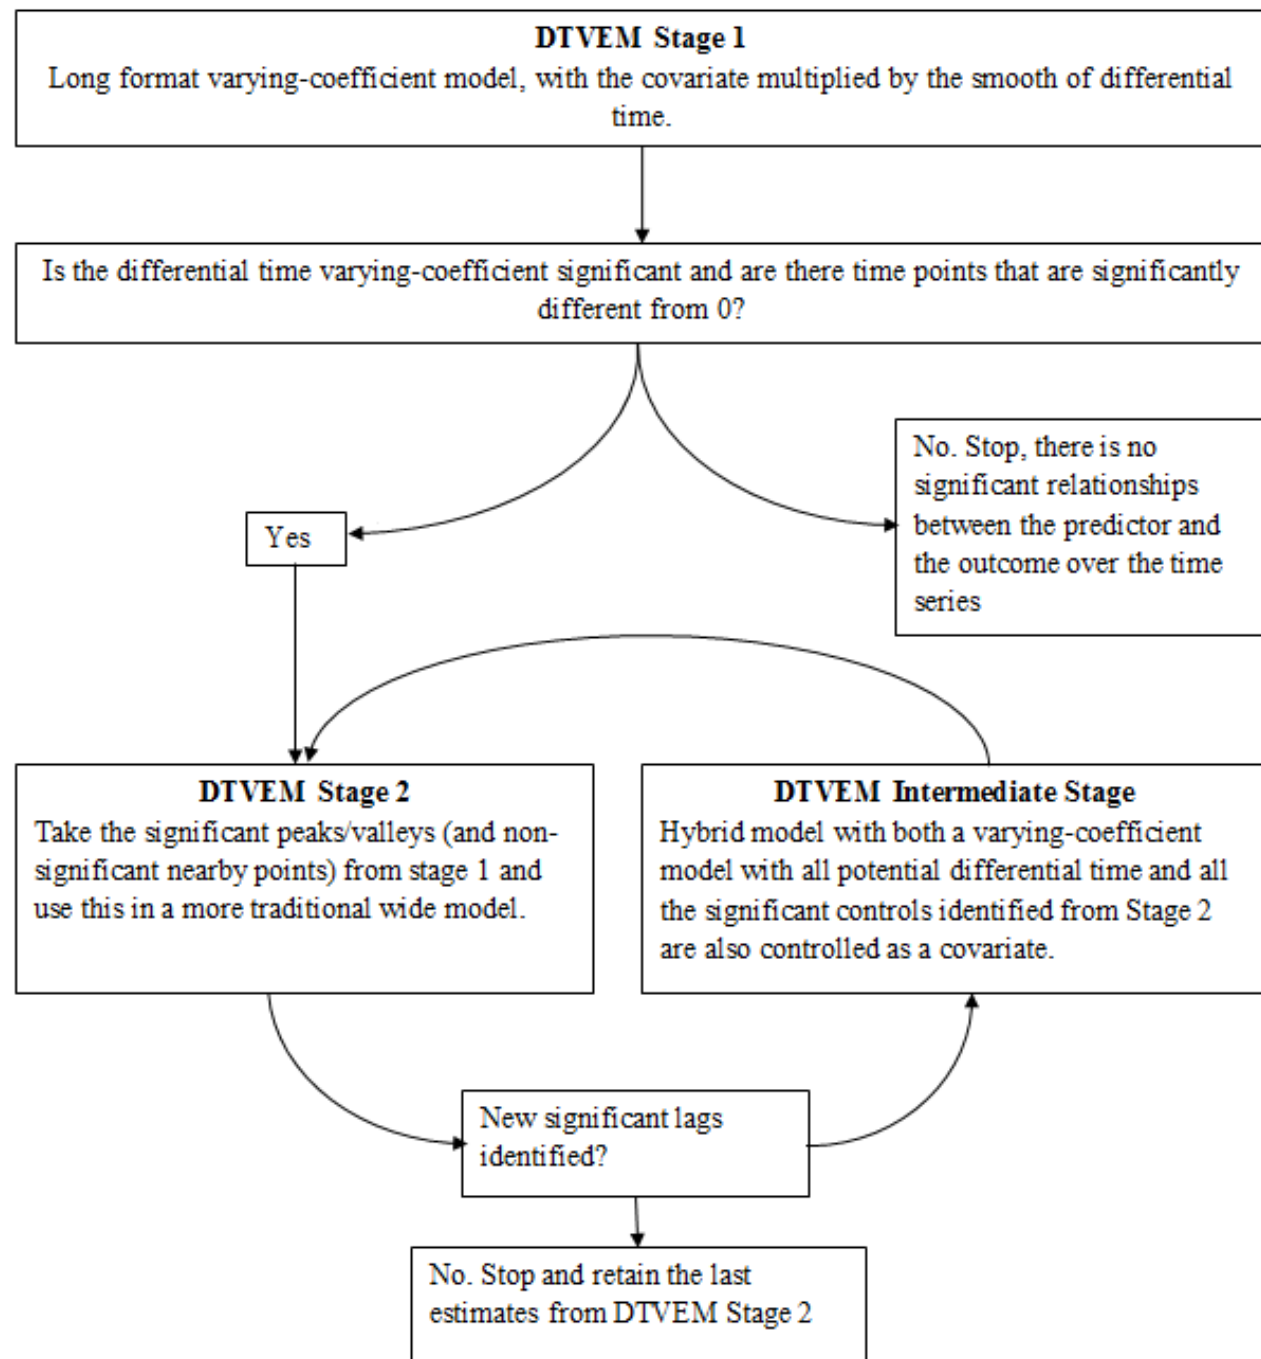 DTVEM Stage 1
Long format varying-coefficient model, with the covariate multiplied by the smooth of differential
time.
Is the differential time varying-coefficient significant and are there time points that are significantly
different from 0?
No. Stop, there is no
significant relationships
between the predictor and
the outcome over the time
series
Yes
DTVEM Stage 2
Take the significant peaks/valleys (and non-
significant nearby points) from stage 1 and
use this in a more traditional wide model.
DTVEM Intermediate Stage
Hybrid model with both a varying-coefficient
model with all potential differential time and all
the significant controls identified from Stage 2
are also controlled as a covariate.
New significant lags
identified?
No. Stop and retain the last
estimates from DTVEM Stage 2